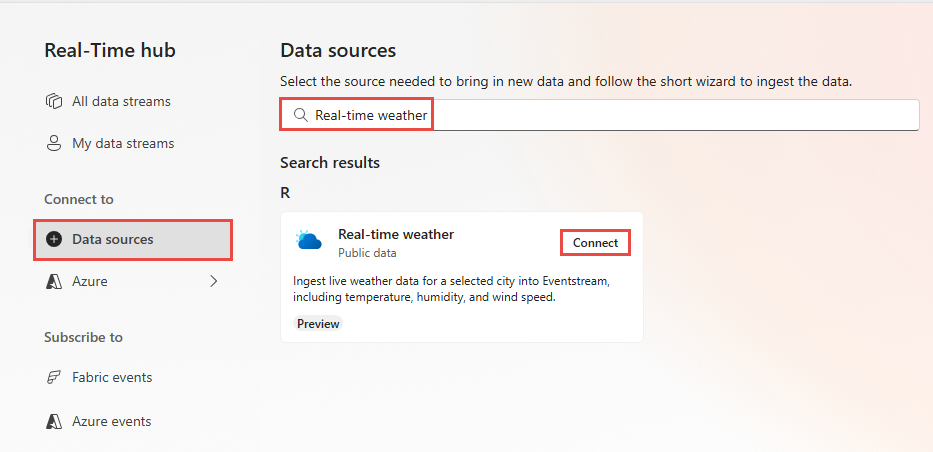 Real-Time hub
All data streams
My data streams
Connect to
Data sources
Azure
Subscribe to
Fabric events
Azure events
Data sources
Select the source needed to bring in new data and follow the short wizard to ingest the data.
Real-time weather
Search results
R
Real-time weather
Public data
Connect
Ingest live weather data for a selected city into Eventstream,
including temperature, humidity, and wind speed.
Preview